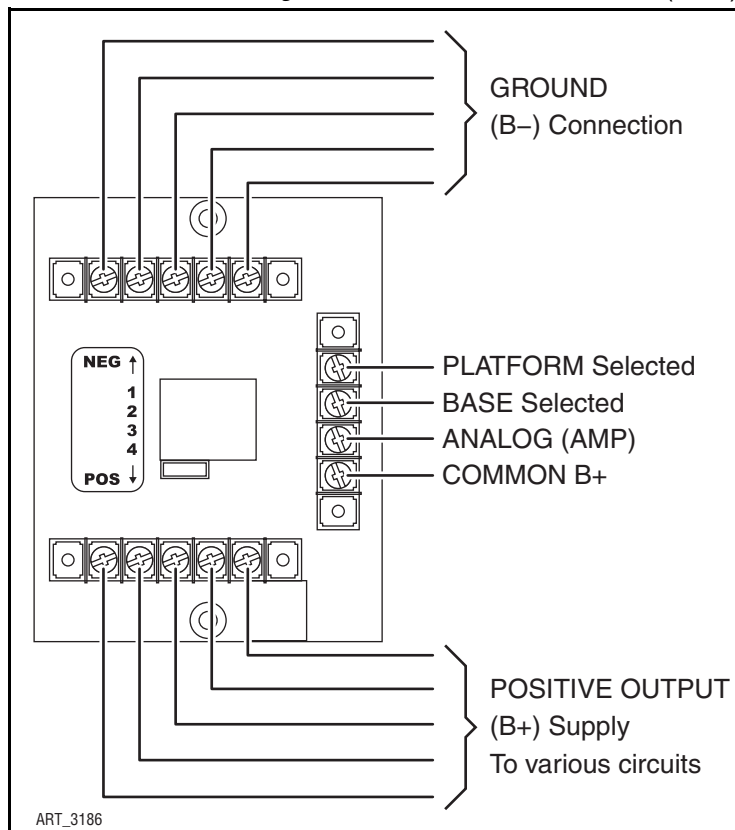 GROUND
(B–) Connection
NEG ↑
1
2
3
4
POS ↓
PLATFORM Selected
BASE Selected
ANALOG (AMP)
COMMON B+
POSITIVE OUTPUT
(B+) Supply
To various circuits
ART_3186